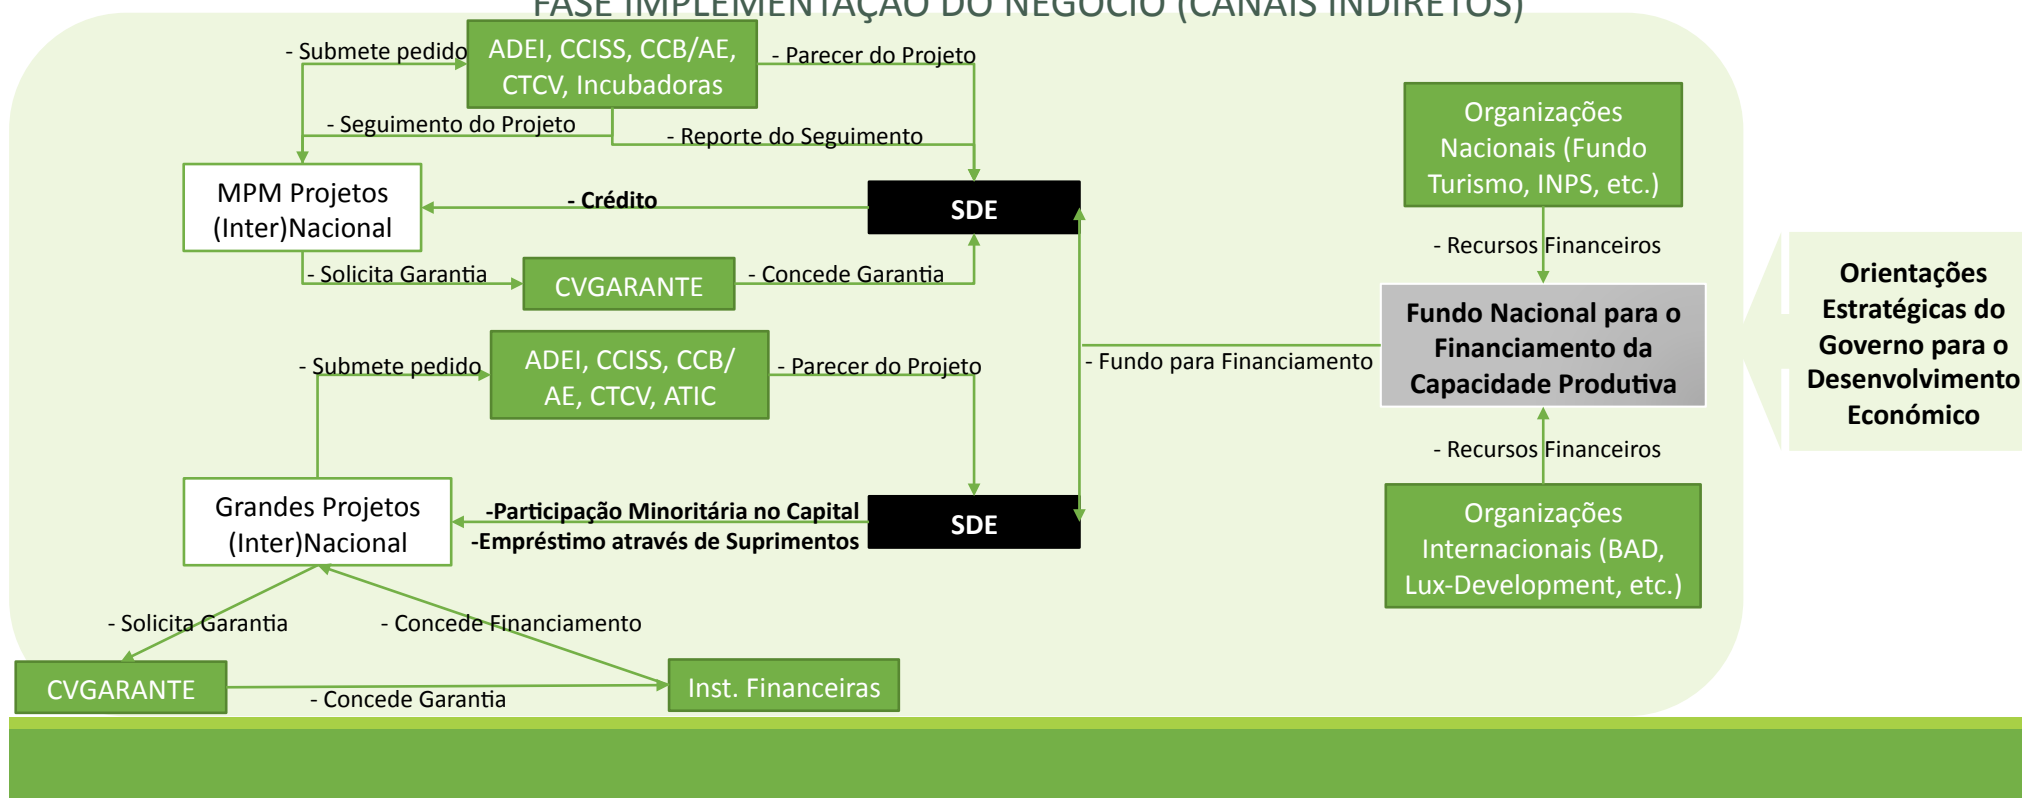 FASE IMPLEMENTAÇÃO DO NEGÓCIO (CANAIS INDIRETOS)
- Submete pedido
ADEI, CCISS, CCB/AE,
CTCV, Incubadoras
- Parecer do Projeto
- Seguimento do Projeto
- Reporte do Seguimento
MPM Projetos
(Inter)Nacional
- Crédito
SDE
- Solicita Garantia
CVGARANTE
- Concede Garantia
- Submete pedido
ADEI, CCISS, CCB/
AE, CTCV, ATIC
- Parecer do Projeto
Grandes Projetos
(Inter)Nacional
-Participação Minoritária no Capital
-Empréstimo através de Suprimentos
SDE
- Solicita Garantia
- Concede Financiamento
CVGARANTE
- Concede Garantia
Inst. Financeiras
- Fundo para Financiamento
Organizações
Nacionais (Fundo
Turismo, INPS, etc.)
- Recursos Financeiros
Fundo Nacional para o
Financiamento da
Capacidade Produtiva
- Recursos Financeiros
Organizações
Internacionais (BAD,
Lux-Development, etc.)
Orientações
Estratégicas do
Governo para o
Desenvolvimento
Económico